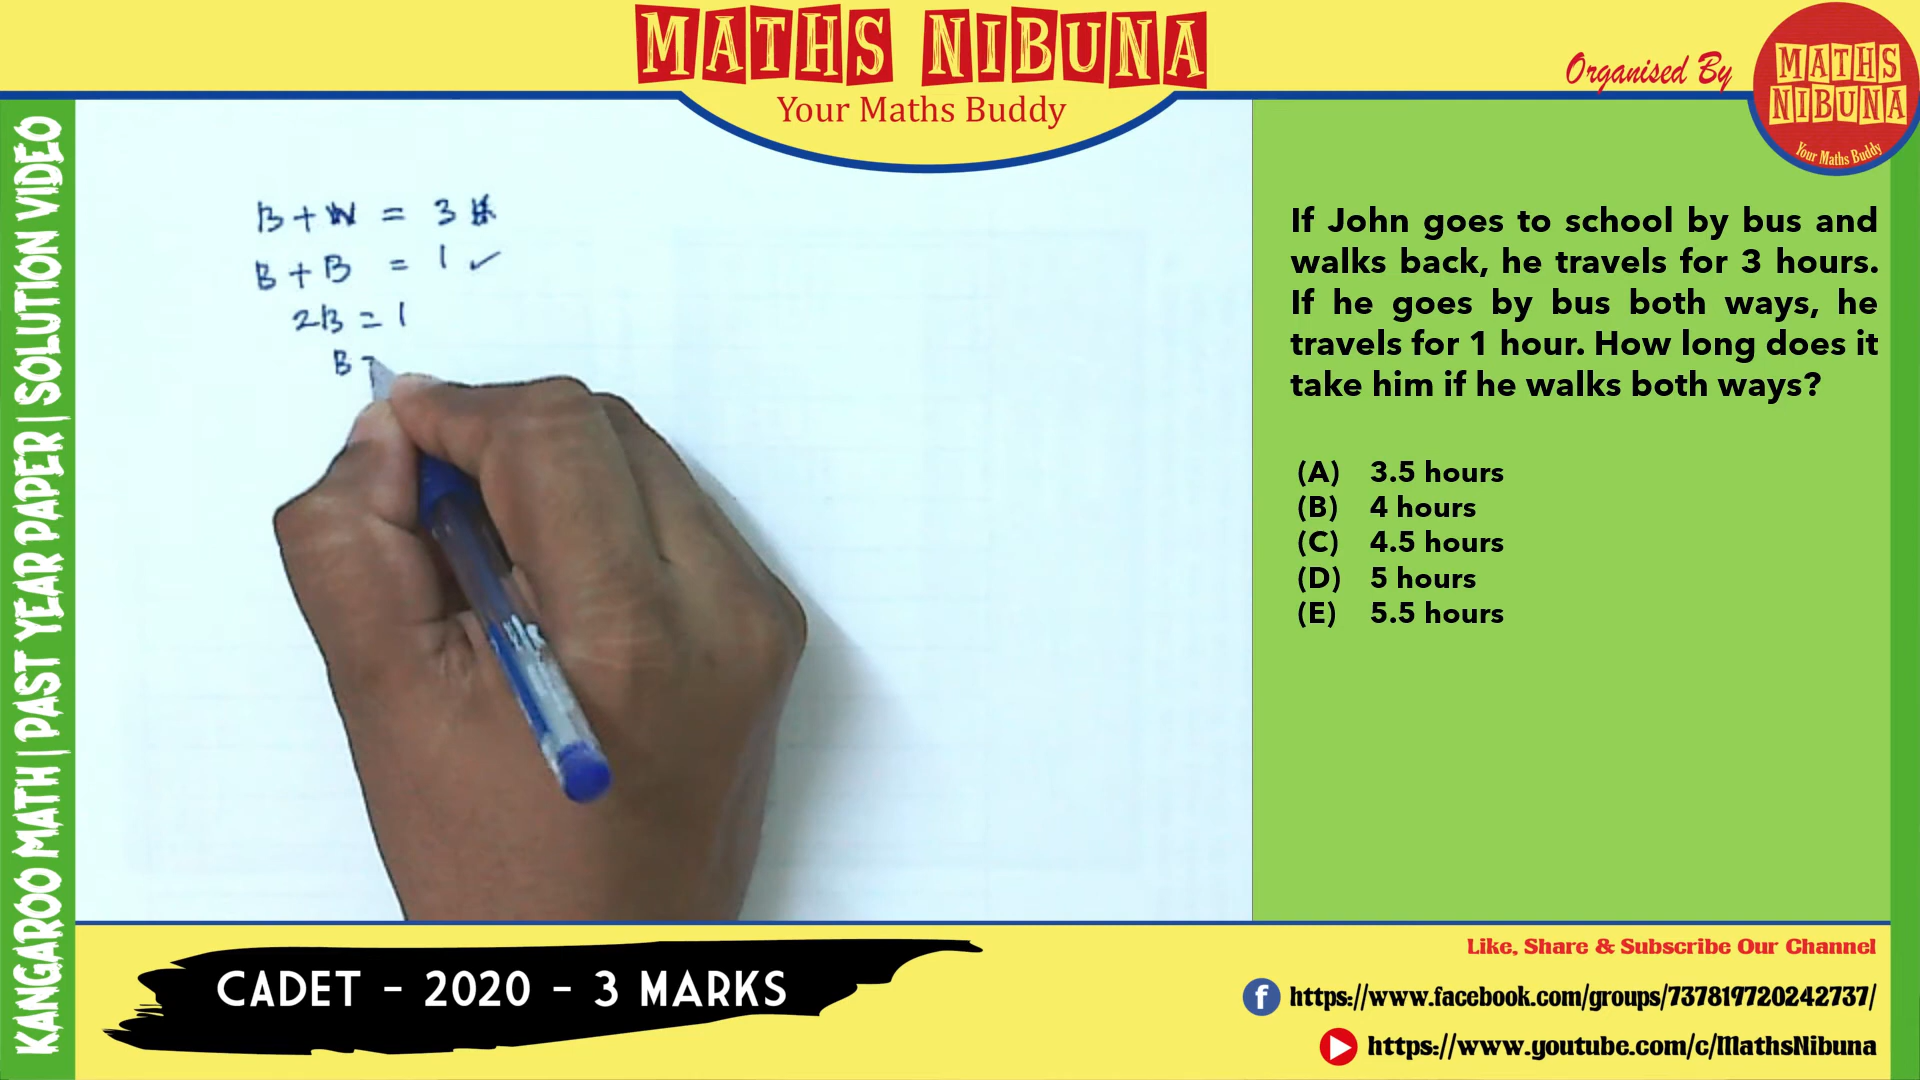 MATHS NIBUNA
Your Maths Buddy
Organised By
MATHS
NIBUNA
Your Maths Buddy
KANGAROO MATH | PAST YEAR PAPER | SOLUTION VIDEO
B + W = 3
B + B = 1 ✓
2B = 1
B =
If John goes to school by bus and
walks back, he travels for 3 hours.
If he goes by bus both ways, he
travels for 1 hour. How long does it
take him if he walks both ways?
(A) 3.5 hours
(B) 4 hours
(C) 4.5 hours
(D) 5 hours
(E) 5.5 hours
CADET - 2020 - 3 MARKS
Like, Share & Subscribe Our Channel
https://www.facebook.com/groups/737819720242737/
https://www.youtube.com/c/MathsNibuna